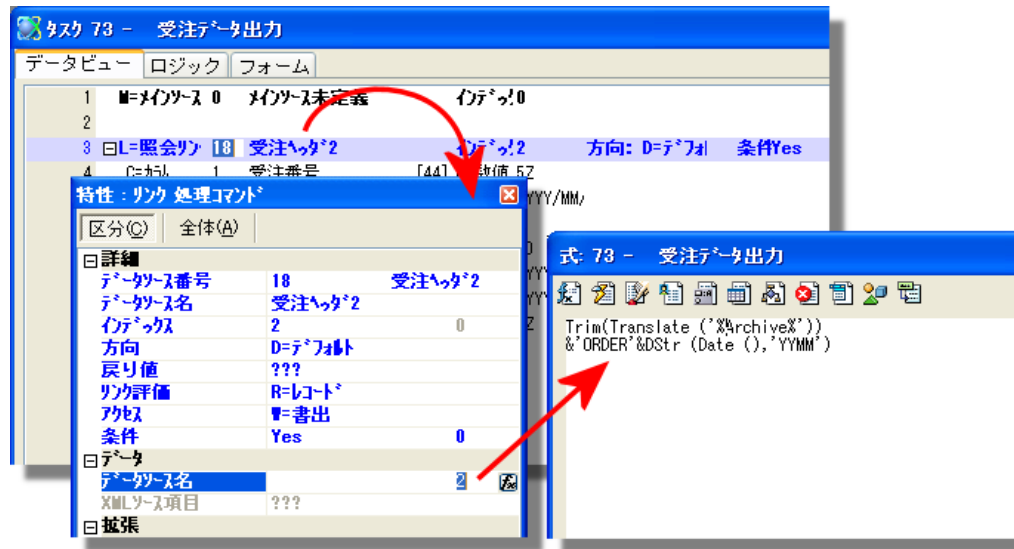 タスク 73 - 受注データ出力
データビュー ロジック フォーム
1 M=メインソース 0 メインソース未定義 インデッ! 0
2
3 L=照会リン 18 受注ヘッダ2 インデッ! 2 方向: D=デフォル 条件 Yes
4 C=カラム 1 受注番号 [44] 数値 5Z
YYY/MM/
特性 : リンク 処理コマンド
区分(C) 全体(A)
詳細
データソース番号 18 受注ヘッダ2
データソース名 受注ヘッダ2
インデックス 2 0
方向 D=デフォルト
戻り値 ???
リンク評価 R=レコード
アクセス W=書出
条件 Yes 0
データ
データソース名 2
XMLソース項目 ???
拡張
式: 73 - 受注データ出力
Trim(Translate ('%Archive%'))
&'ORDER'&DStr (Date (),'YYMM')